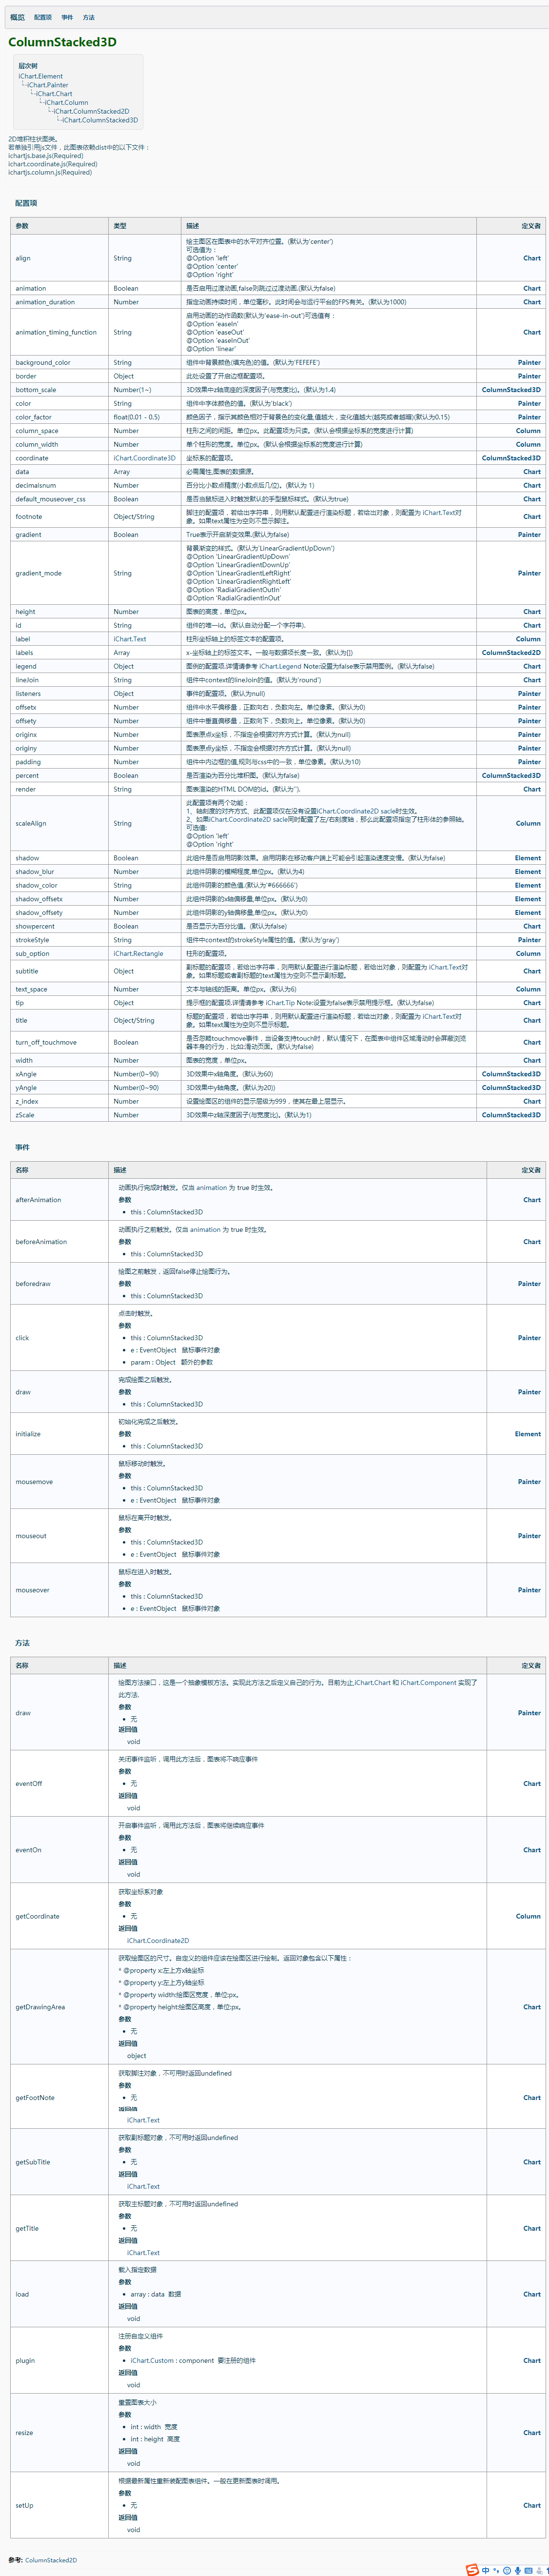 概览 配置项 事件 方法
ColumnStacked3D
层次树
iChart.Element
iChart.Painter
iChart.Chart
iChart.Column
iChart.ColumnStacked2D
iChart.ColumnStacked3D
2D堆积柱状图类。
若单独引用js文件，此图表依赖dist中的以下文件：
ichartjs.base.js(Required)
ichart.coordinate.js(Required)
ichartjs.column.js(Required)
配置项
参数 类型 描述 定义者
align String 绘主图区在图表中的水平对齐位置。(默认为'center') Chart
可选值为：
@Option 'left'
@Option 'center'
@Option 'right'
animation Boolean 是否启用过渡动画,false则跳过过渡动画.(默认为false) Chart
animation_duration Number 指定动画持续时间，单位毫秒。此时间会与运行平台的FPS有关。(默认为1000) Chart
animation_timing_function String 启用动画的动作函数(默认为'ease-in-out')可选值有： Chart
@Option 'easeIn'
@Option 'easeOut'
@Option 'easeInOut'
@Option 'linear'
background_color String 组件中背景颜色(填充色)的值。(默认为'FEFEFE') Painter
border Object 此处设置了开启边框配置项。 Painter
bottom_scale Number(1~) 3D效果中z轴底座的深度因子(与宽度比)。(默认为1.4) ColumnStacked3D
color String 组件中字体颜色的值。(默认为'black') Painter
color_factor float(0.01 - 0.5) 颜色因子，指示其颜色相对于背景色的变化量,值越大，变化值越大(越亮或者越暗)(默认为0.15) Painter
column_space Number 柱形之间的间距。单位px。此配置项为只读。(默认会根据坐标系的宽度进行计算) Column
column_width Number 单个柱形的宽度。单位px。(默认会根据坐标系的宽度进行计算) Column
coordinate iChart.Coordinate3D 坐标系的配置项。 ColumnStacked3D
data Array 必需属性,图表的数据源。 Chart
decimalsnum Number 百分比小数点精度(小数点后几位)。(默认为 1) Chart
default_mouseover_css Boolean 是否当鼠标进入时触发默认的手型鼠标样式。(默认为true) Chart
footnote Object/String 脚注的配置项，若给出字符串，则用默认配置进行渲染标题，若给出对象，则配置为 iChart.Text对象。如果text属性为空则不显示脚注。 Chart
gradient Boolean True表示开启渐变效果.(默认为false) Painter
gradient_mode String 背景渐变的样式。(默认为'LinearGradientUpDown') Painter
@Option 'LinearGradientUpDown'
@Option 'LinearGradientDownUp'
@Option 'LinearGradientLeftRight'
@Option 'LinearGradientRightLeft'
@Option 'RadialGradientOutIn'
@Option 'RadialGradientInOut'
height Number 图表的高度，单位px。 Chart
id String 组件的唯一id。(默认自动分配一个字符串). Chart
label iChart.Text 柱形坐标轴上的标签文本的配置项。 Column
labels Array x-坐标轴上的标签文本。一般与数据项长度一致。(默认为[]) ColumnStacked2D
legend Object 图例的配置项,详情请参考 iChart.Legend Note:设置为false表示禁用图例。(默认为false) Chart
lineJoin String 组件中context的lineJoin的值。(默认为'round') Chart
listeners Object 事件的配置项。(默认为null) Painter
offsetx Number 组件中水平偏移量，正数向右，负数向左。单位像素。(默认为0) Painter
offsety Number 组件中垂直偏移量，正数向下，负数向上。单位像素。(默认为0) Painter
originx Number 图表原点x坐标，不指定会根据对齐方式计算。(默认为null) Painter
originy Number 图表原点y坐标，不指定会根据对齐方式计算。(默认为null) Painter
padding Number 组件中内边框的值,规则与css中的一致，单位像素。(默认为10) Painter
percent Boolean 是否渲染为百分比堆积图。(默认为false) ColumnStacked3D
render String 图表渲染的HTML DOM的id。(默认为''). Chart
scaleAlign String 此配置项有两个功能： Column
1、轴刻度的对齐方式、此配置项仅在没有设置iChart.Coordinate2D sacle时生效。
2、如果iChart.Coordinate2D sacle同时配置了左/右刻度轴，那么此配置项指定了柱形体的参照轴。
可选值:
@Option 'left'
@Option 'right'
shadow Boolean 此组件是否启用阴影效果。启用阴影在移动客户端上可能会引起渲染速度变慢。(默认为false) Element
shadow_blur Number 此组件阴影的模糊程度,单位px。(默认为4) Element
shadow_color String 此组件阴影的颜色值.(默认为'#666666') Element
shadow_offsetx Number 此组件阴影的x轴偏移量,单位px。(默认为0) Element
shadow_offsety Number 此组件阴影的y轴偏移量,单位px。(默认为0) Element
showpercent Boolean 是否显示为百分比值。(默认为false) Chart
strokeStyle String 组件中context的strokeStyle属性的值。(默认为'gray') Painter
sub_option iChart.Rectangle 柱形的配置项。 Column
subtitle Object 副标题的配置项，若给出字符串，则用默认配置进行渲染标题，若给出对象，则配置为 iChart.Text对象。如果标题或者副标题的text属性为空则不显示副标题。 Chart
text_space Number 文本与轴线的距离。单位px。(默认为6) Column
tip Object 提示框的配置项,详情请参考 iChart.Tip Note:设置为false表示禁用提示框。(默认为false) Chart
title Object/String 标题的配置项，若给出字符串，则用默认配置进行渲染标题，若给出对象，则配置为 iChart.Text对象。如果text属性为空则不显示标题。 Chart
turn_off_touchmove Boolean 是否忽略touchmove事件，当设备支持touch时，默认情况下，在图表中组件区域滑动时会屏蔽浏览器本身的行为，比如:滑动页面。(默认为false) Chart
width Number 图表的宽度，单位px。 Chart
xAngle Number(0~90) 3D效果中x轴角度。(默认为60) ColumnStacked3D
yAngle Number(0~90) 3D效果中y轴角度。(默认为20)) ColumnStacked3D
z_index Number 设置绘图区的组件的显示层级为999，使其在最上层显示。 Chart
zScale Number 3D效果中z轴深度因子(与宽度比)。(默认为1) ColumnStacked3D
事件
名称 描述 定义者
afterAnimation 动画执行完成时触发。仅当 animation 为 true 时生效。 Chart
参数
this : ColumnStacked3D
beforeAnimation 动画执行之前触发。仅当 animation 为 true 时生效。 Chart
参数
this : ColumnStacked3D
beforedraw 绘图之前触发，返回false停止绘图行为。 Painter
参数
this : ColumnStacked3D
click 点击时触发。 Painter
参数
this : ColumnStacked3D
e : EventObject 鼠标事件对象
param : Object 额外的参数
draw 完成绘图之后触发。 Painter
参数
this : ColumnStacked3D
initialize 初始化完成之后触发。 Element
参数
this : ColumnStacked3D
mousemove 鼠标移动时触发。 Painter
参数
this : ColumnStacked3D
e : EventObject 鼠标事件对象
mouseout 鼠标在离开时触发。 Painter
参数
this : ColumnStacked3D
e : EventObject 鼠标事件对象
mouseover 鼠标在进入时触发。 Painter
参数
this : ColumnStacked3D
e : EventObject 鼠标事件对象
方法
名称 描述 定义者
draw 绘图方法接口，这是一个抽象模板方法。实现此方法之后定义自己的行为。目前为止,iChart.Chart 和 iChart.Component 实现了此方法. Painter
参数
无
返回值
void
eventOff 关闭事件监听，调用此方法后，图表将不响应事件 Chart
参数
无
返回值
void
eventOn 开启事件监听，调用此方法后，图表将继续响应事件 Chart
参数
无
返回值
void
getCoordinate 获取坐标系对象 Column
参数
无
返回值
iChart.Coordinate2D
getDrawingArea 获取绘图区的尺寸。自定义的组件应该在绘图区进行绘制。返回对象包含以下属性： Chart
* @property x:左上方x轴坐标
* @property y:左上方y轴坐标
* @property width:绘图区宽度，单位:px。
* @property height:绘图区高度，单位:px。
参数
无
返回值
object
getFootNote 获取脚注对象，不可用时返回undefined Chart
参数
无
返回值
iChart.Text
getSubTitle 获取副标题对象，不可用时返回undefined Chart
参数
无
返回值
iChart.Text
getTitle 获取主标题对象，不可用时返回undefined Chart
参数
无
返回值
iChart.Text
load 载入指定数据 Chart
参数
array : data 数据
返回值
void
plugin 注册自定义组件 Chart
参数
iChart.Custom : component 要注册的组件
返回值
void
resize 重置图表大小 Chart
参数
int : width 宽度
int : height 高度
返回值
void
setUp 根据最新属性重新装配图表组件。一般在更新图表时调用。 Chart
参数
无
返回值
void
参考: ColumnStacked2D
中